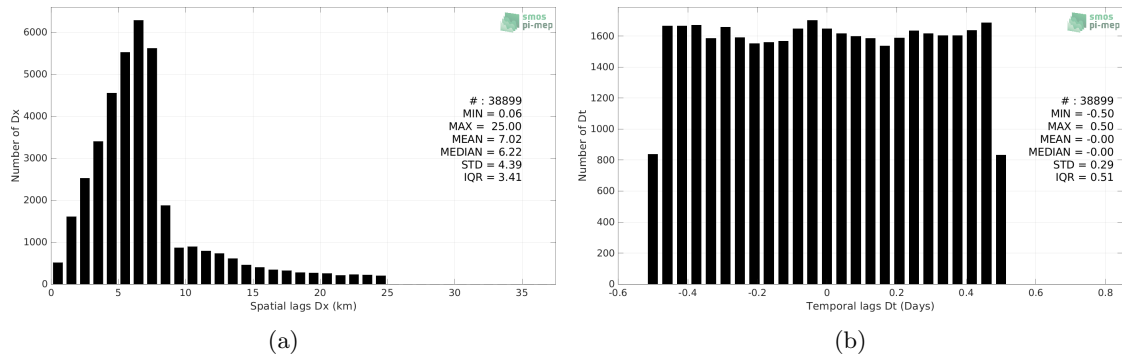 6000
5000
4000
3000
2000
1000
0
Number of Dx
0 5 10 15 20 25 30 35
Spatial lags Dx (km)
smos
pi-mep
# : 38899
MIN = 0.06
MAX = 25.00
MEAN = 7.02
MEDIAN = 6.22
STD = 4.39
IQR = 3.41
(a)
1600
1400
1200
1000
800
600
400
200
0
Number of Dt
-0.6 -0.4 -0.2 0 0.2 0.4 0.6 0.8
Temporal lags Dt (Days)
smos
pi-mep
# : 38899
MIN = -0.50
MAX = 0.50
MEAN = -0.00
MEDIAN = -0.00
STD = 0.29
IQR = 0.51
(b)